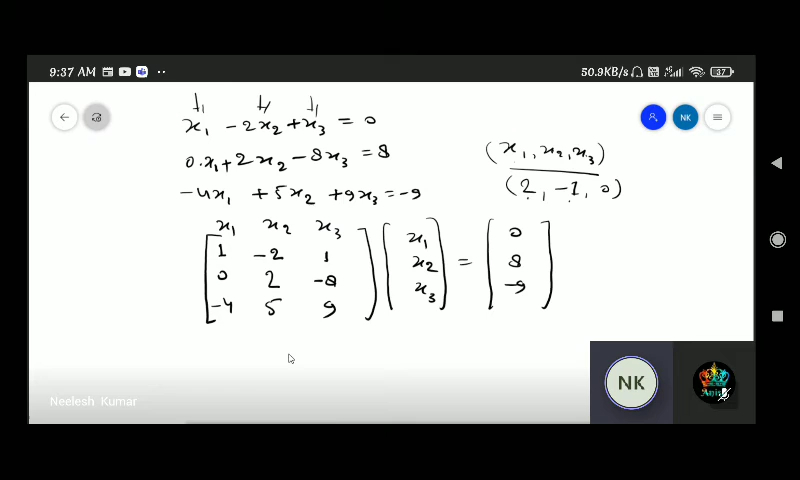 9:37 AM
50.9KB/s
37
x₁ - 2x₂ + x₃ = 0
0.x₁ + 2x₂ - 8x₃ = 8
-4x₁ + 5x₂ + 9x₃ = -9
(x₁, x₂, x₃)
(2, -1, 0)
NK
x₁ x₂ x₃
1 -2 1
0 2 -8
-4 5 9
x₁
x₂
x₃
=
0
8
-9
NK
Neelesh Kumar